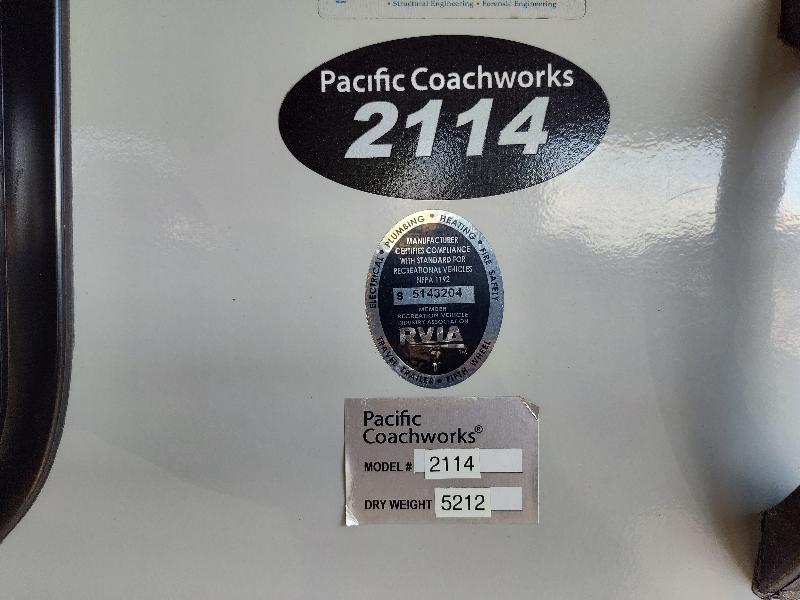 • Structural Engineering • Forensic Engineering
Pacific Coachworks
2114
ELECTRICAL • PLUMBING • HEATING • FIRE SAFETY
MANUFACTURER
CERTIFIES COMPLIANCE
WITH STANDARD FOR
RECREATIONAL VEHICLES
NFPA 1192
S 5143204
MEMBER
RECREATION VEHICLE
INDUSTRY ASSOCIATION
RVIA
TM
TRAVEL TRAILER • FIFTH WHEEL
Pacific
Coachworks®
MODEL # 2114
DRY WEIGHT 5212